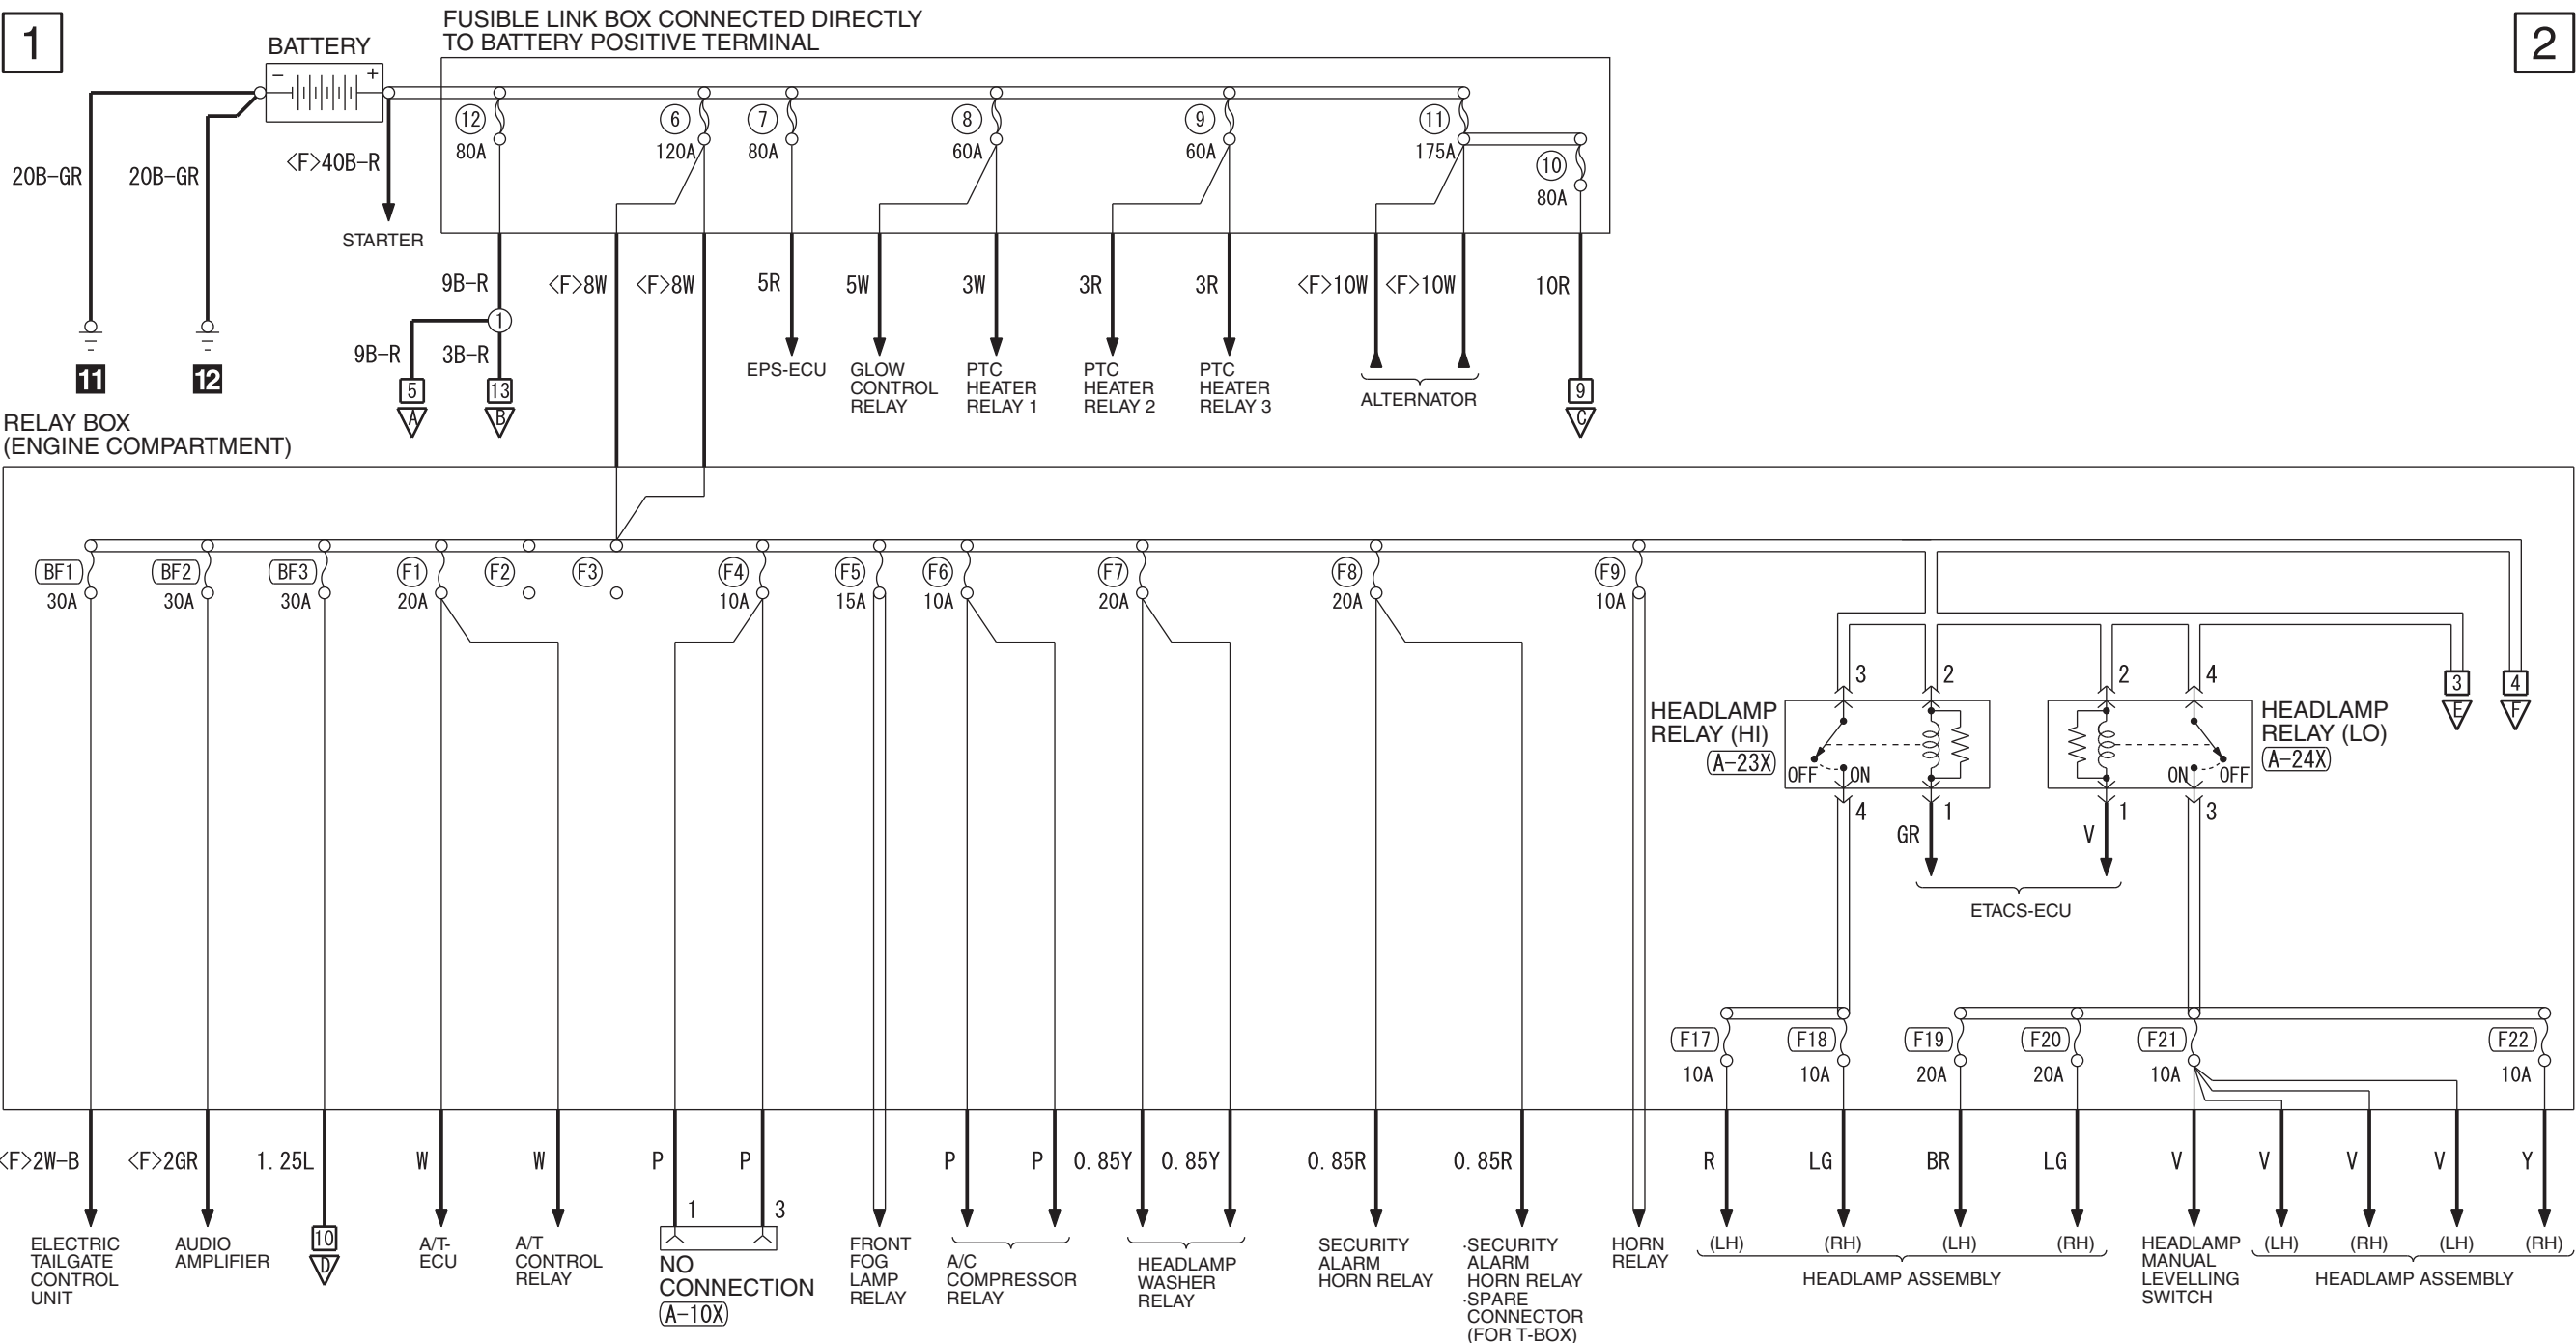 1
2
FUSIBLE LINK BOX CONNECTED DIRECTLY
TO BATTERY POSITIVE TERMINAL
BATTERY
− +
12 6 7 8 9 11
80A 120A 80A 60A 60A 175A
10
80A
20B-GR 20B-GR <F>40B-R
STARTER
9B-R <F>8W <F>8W 5R 5W 3W 3R 3R <F>10W <F>10W 10R
1
9B-R 3B-R
11 12
5 13 9
A B C
EPS-ECU
GLOW
CONTROL
RELAY
PTC
HEATER
RELAY 1
PTC
HEATER
RELAY 2
PTC
HEATER
RELAY 3
ALTERNATOR
RELAY BOX
(ENGINE COMPARTMENT)
BF1 BF2 BF3 F1 F2 F3 F4 F5 F6 F7 F8 F9
30A 30A 30A 20A 10A 15A 10A 20A 20A 10A
3 2 2 4
3 4
E F
HEADLAMP
RELAY (HI)
A-23X
OFF ON
HEADLAMP
RELAY (LO)
A-24X
ON OFF
4 1 1 3
GR V
ETACS-ECU
F17 F18 F19 F20 F21 F22
10A 10A 20A 20A 10A 10A
<F>2W-B <F>2GR 1.25L W W P P P P 0.85Y 0.85Y 0.85R 0.85R R LG BR LG V V V V Y
1 3
ELECTRIC
TAILGATE
CONTROL
UNIT
AUDIO
AMPLIFIER
10
D
A/T-
ECU
A/T
CONTROL
RELAY
NO
CONNECTION
A-10X
FRONT
FOG
LAMP
RELAY
A/C
COMPRESSOR
RELAY
HEADLAMP
WASHER
RELAY
SECURITY
ALARM
HORN RELAY
·SECURITY
ALARM
HORN RELAY
·SPARE
CONNECTOR
(FOR T-BOX)
HORN
RELAY
(LH) (RH) (LH) (RH)
HEADLAMP ASSEMBLY
HEADLAMP
MANUAL
LEVELLING
SWITCH
(LH) (RH) (LH) (RH)
HEADLAMP ASSEMBLY